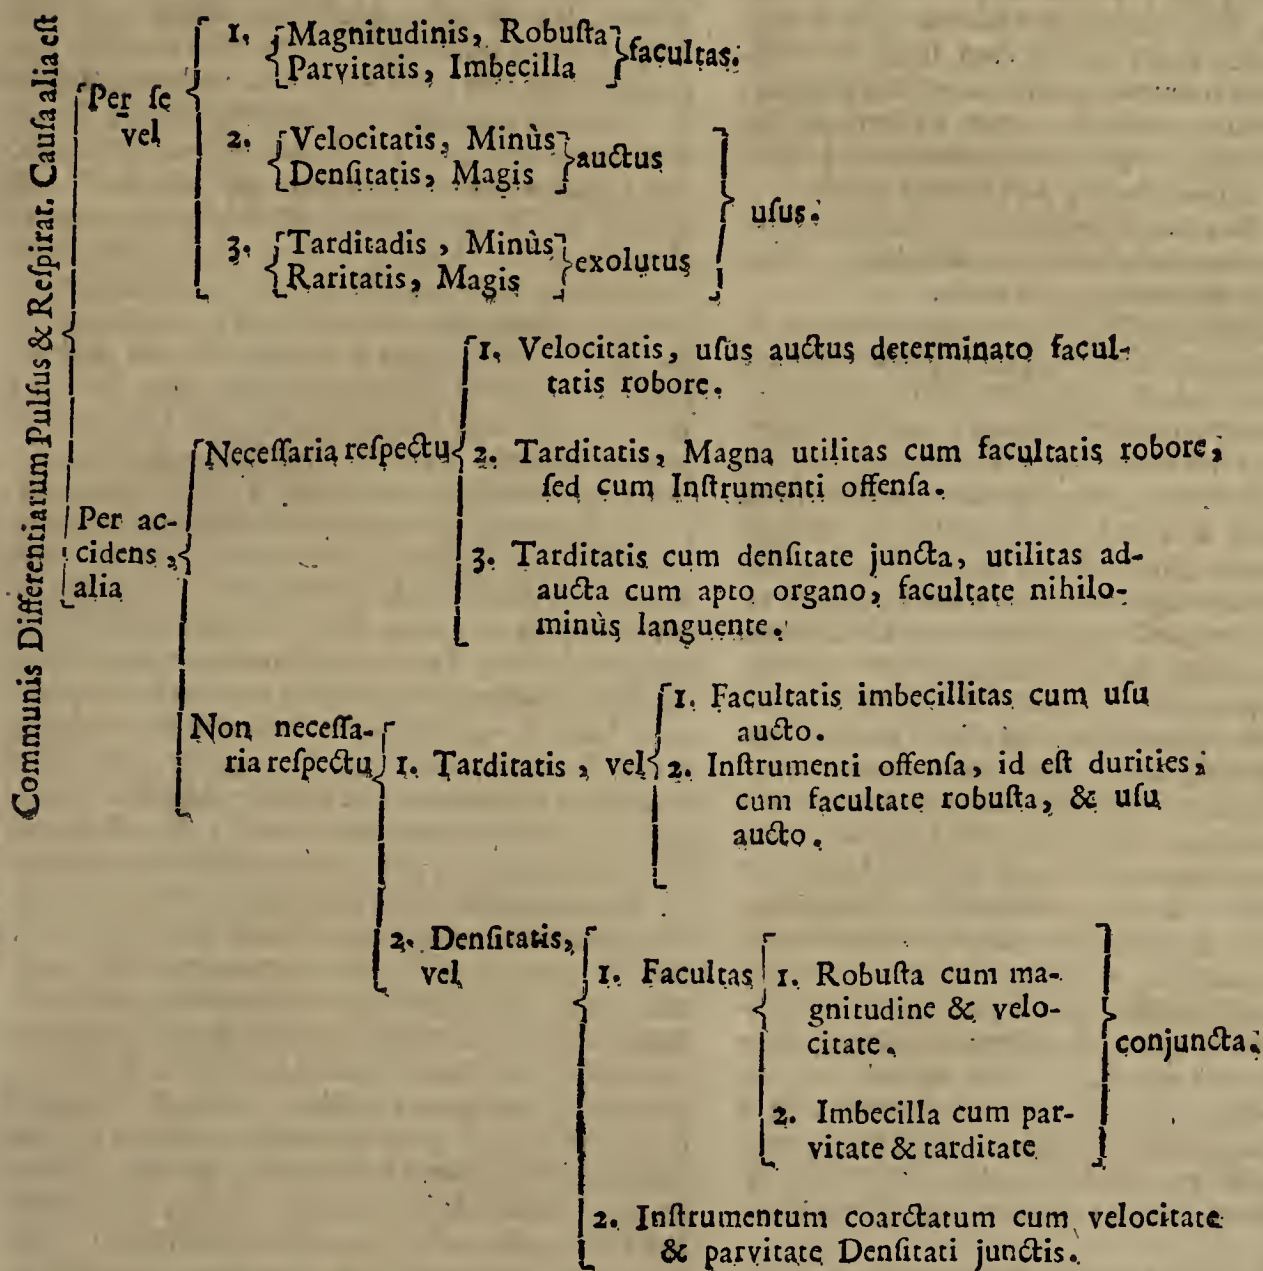 Communis Differentiarum Pulsus & Respirat. Causa alia est
Per se
vel
1. Magnitudinis, Robusta
Parvitatis, Imbecilla
facultas.
2. Velocitatis, Minùs
Densitatis, Magis
auctus
3. Tarditadis, Minùs
Raritatis, Magis
exolutus
usus.
Per ac-
cidens,
alia
Necessaria respectu
1. Velocitatis, usus auctus determinato facul-
tatis robore.
2. Tarditatis, Magna utilitas cum facultatis robore,
sed cum Instrumenti offensa.
3. Tarditatis cum densitate juncta, utilitas ad-
aucta cum apto organo, facultate nihilo-
minùs languente.
Non necessa-
ria respectu
1. Tarditatis, vel
1. Facultatis imbecillitas cum usu
aucto.
2. Instrumenti offensa, id est durities,
cum facultate robusta, & usu
aucto.
2. Densitatis,
vel
1. Facultas
1. Robusta cum ma-
gnitudine & velo-
citate.
2. Imbecilla cum par-
vitate & tarditate
conjuncta.
2. Instrumentum coarctatum cum velocitate
& parvitate Densitati junctis.